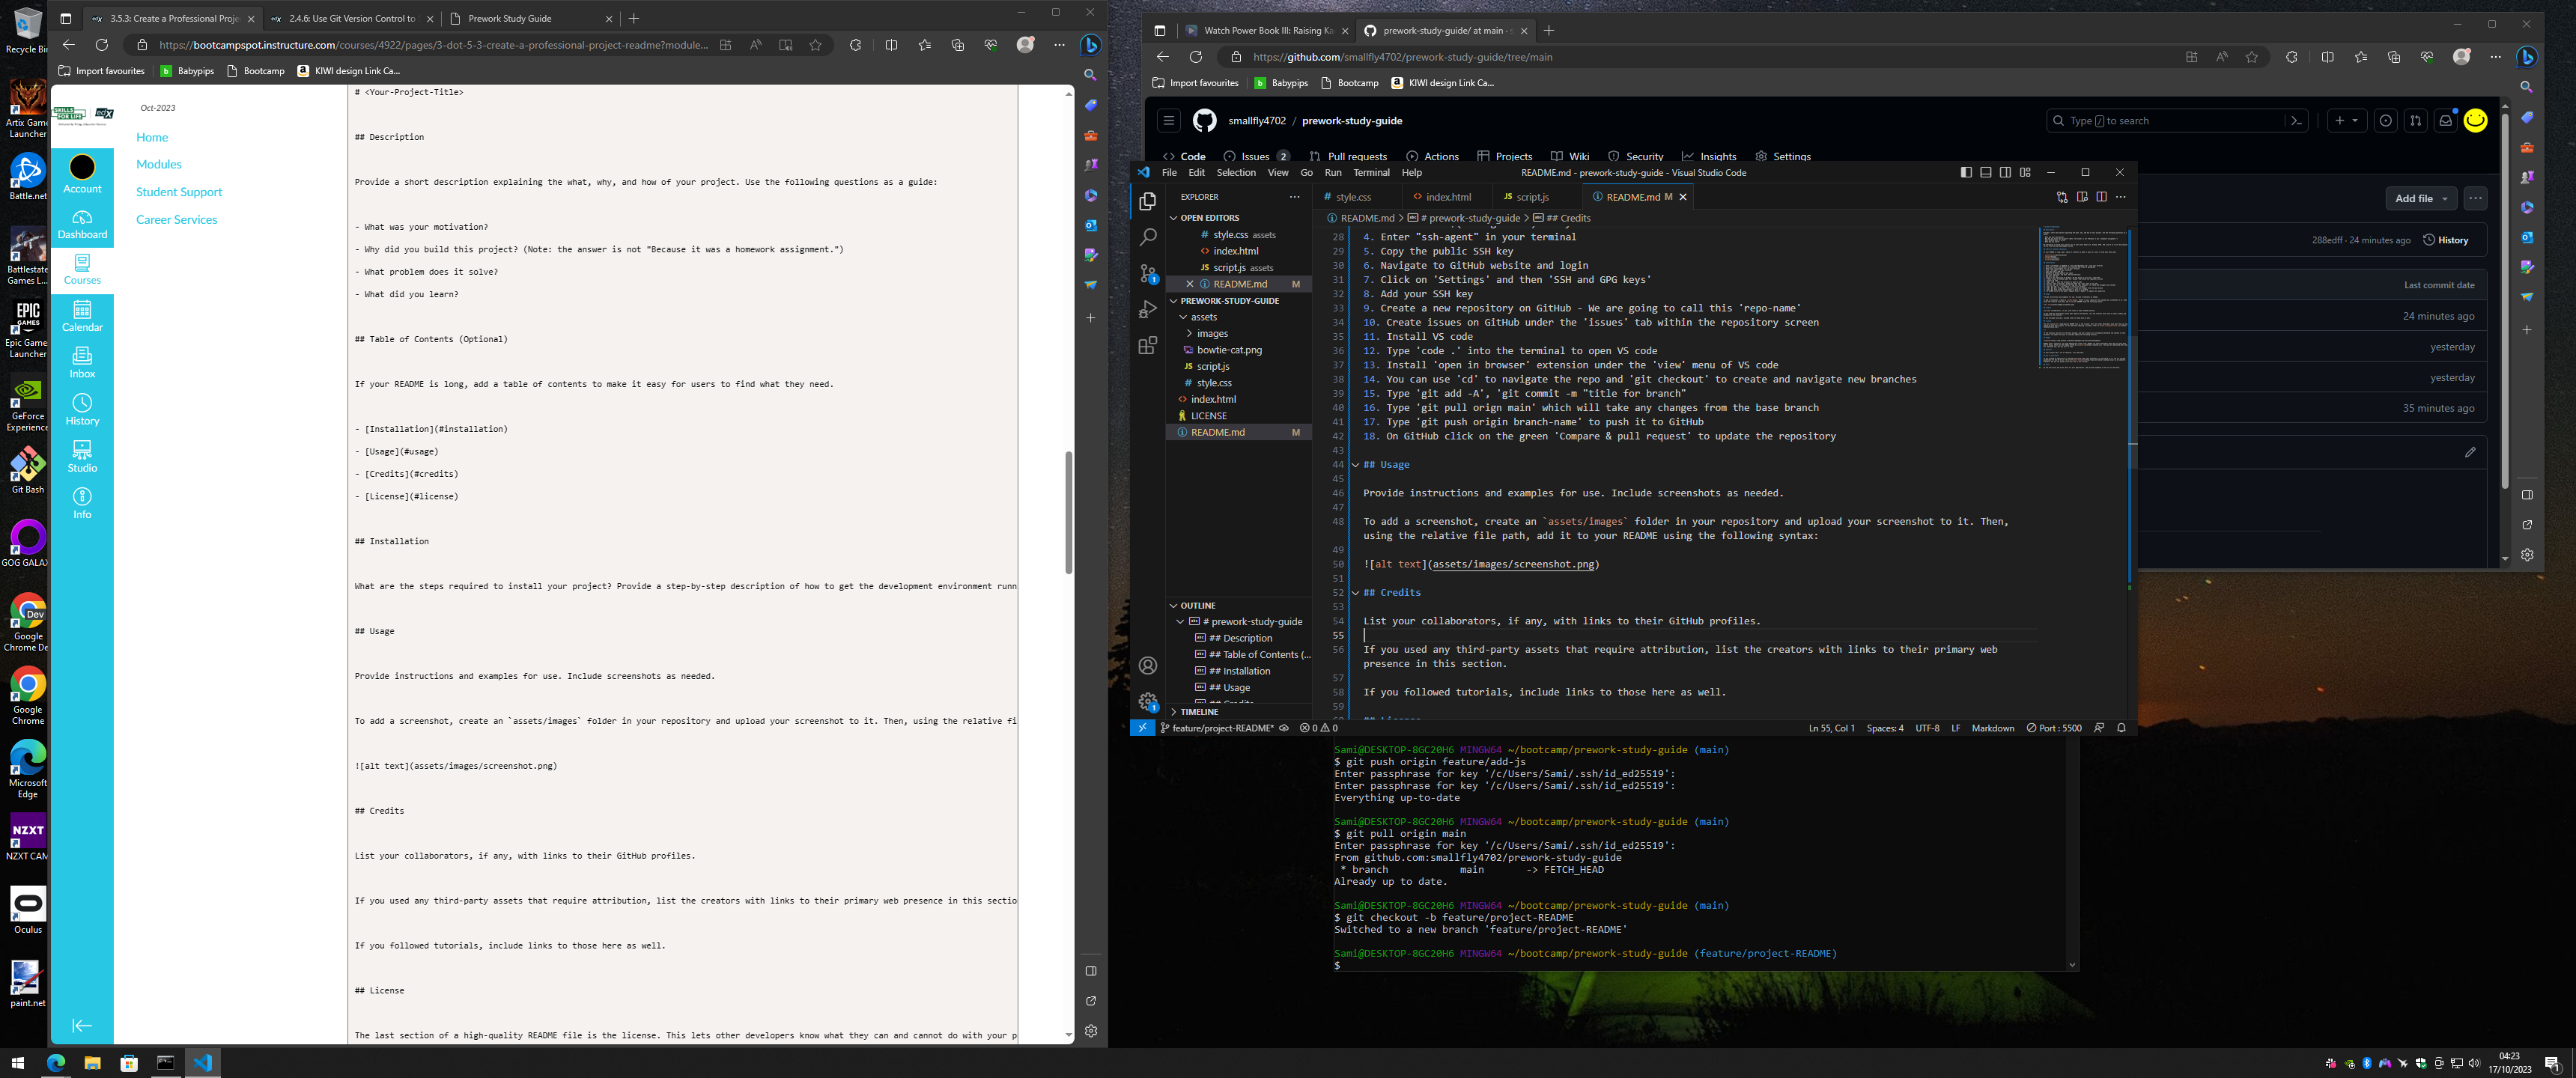 Recycle Bin
Artix Game Launcher
Battle.net
Battlestate Games L...
Epic Games Launcher
GeForce Experience
Git Bash
GOG GALAXY
Google Chrome De
Google Chrome
Microsoft Edge
NZXT CAM
Oculus
paint.net
3.5.3: Create a Professional Proje
2.4.6: Use Git Version Control to
Prework Study Guide
https://bootcampspot.instructure.com/courses/4922/pages/3-dot-5-3-create-a-professional-project-readme?module...
Import favourites
Babypips
Bootcamp
KIWI design Link Ca...
SKILLS FOR LIFE
edX
Account
Dashboard
Courses
Calendar
Inbox
History
Studio
Info
Oct-2023
Home
Modules
Student Support
Career Services
# <Your-Project-Title>
## Description
Provide a short description explaining the what, why, and how of your project. Use the following questions as a guide:
- What was your motivation?
- Why did you build this project? (Note: the answer is not "Because it was a homework assignment.")
- What problem does it solve?
- What did you learn?
## Table of Contents (Optional)
If your README is long, add a table of contents to make it easy for users to find what they need.
- [Installation](#installation)
- [Usage](#usage)
- [Credits](#credits)
- [License](#license)
## Installation
What are the steps required to install your project? Provide a step-by-step description of how to get the development environment runn
## Usage
Provide instructions and examples for use. Include screenshots as needed.
To add a screenshot, create an `assets/images` folder in your repository and upload your screenshot to it. Then, using the relative fi
![alt text](assets/images/screenshot.png)
## Credits
List your collaborators, if any, with links to their GitHub profiles.
If you used any third-party assets that require attribution, list the creators with links to their primary web presence in this sectio
If you followed tutorials, include links to those here as well.
## License
The last section of a high-quality README file is the license. This lets other developers know what they can and cannot do with your p
Watch Power Book III: Raising Ka
prework-study-guide/ at main · s
https://github.com/smallfly4702/prework-study-guide/tree/main
Import favourites
Babypips
Bootcamp
KIWI design Link Ca...
smallfly4702 / prework-study-guide
Type / to search
Code
Issues 2
Pull requests
Actions
Projects
Wiki
Security
Insights
Settings
Add file
288edff · 24 minutes ago
History
Last commit date
24 minutes ago
yesterday
yesterday
35 minutes ago
File Edit Selection View Go Run Terminal Help
README.md - prework-study-guide - Visual Studio Code
EXPLORER
OPEN EDITORS
style.css assets
index.html
script.js assets
README.md M
PREWORK-STUDY-GUIDE
assets
images
bowtie-cat.png
script.js
style.css
index.html
LICENSE
README.md M
OUTLINE
# prework-study-guide
## Description
## Table of Contents (...
## Installation
## Usage
## Credits
TIMELINE
style.css
index.html
script.js
README.md M
README.md > # prework-study-guide > ## Credits
28 4. Enter "ssh-agent" in your terminal
29 5. Copy the public SSH key
30 6. Navigate to GitHub website and login
31 7. Click on 'Settings' and then 'SSH and GPG keys'
32 8. Add your SSH key
33 9. Create a new repository on GitHub - We are going to call this 'repo-name'
34 10. Create issues on GitHub under the 'issues' tab within the repository screen
35 11. Install VS code
36 12. Type 'code .' into the terminal to open VS code
37 13. Install 'open in browser' extension under the 'view' menu of VS code
38 14. You can use 'cd' to navigate the repo and 'git checkout' to create and navigate new branches
39 15. Type 'git add -A', 'git commit -m "title for branch"
40 16. Type 'git pull orign main' which will take any changes from the base branch
41 17. Type 'git push origin branch-name' to push it to GitHub
42 18. On GitHub click on the green 'Compare & pull request' to update the repository
43
44 ## Usage
45
46 Provide instructions and examples for use. Include screenshots as needed.
47
48 To add a screenshot, create an `assets/images` folder in your repository and upload your screenshot to it. Then,
using the relative file path, add it to your README using the following syntax:
49
50 ![alt text](assets/images/screenshot.png)
51
52 ## Credits
53
54 List your collaborators, if any, with links to their GitHub profiles.
55
56 If you used any third-party assets that require attribution, list the creators with links to their primary web
presence in this section.
57
58 If you followed tutorials, include links to those here as well.
59
60 ## License
feature/project-README*
0 0
Ln 55, Col 1
Spaces: 4
UTF-8
LF
Markdown
Port : 5500
Sami@DESKTOP-8GC20H6 MINGW64 ~/bootcamp/prework-study-guide (main)
$ git push origin feature/add-js
Enter passphrase for key '/c/Users/Sami/.ssh/id_ed25519':
Enter passphrase for key '/c/Users/Sami/.ssh/id_ed25519':
Everything up-to-date
Sami@DESKTOP-8GC20H6 MINGW64 ~/bootcamp/prework-study-guide (main)
$ git pull origin main
Enter passphrase for key '/c/Users/Sami/.ssh/id_ed25519':
From github.com:smallfly4702/prework-study-guide
* branch main -> FETCH_HEAD
Already up to date.
Sami@DESKTOP-8GC20H6 MINGW64 ~/bootcamp/prework-study-guide (main)
$ git checkout -b feature/project-README
Switched to a new branch 'feature/project-README'
Sami@DESKTOP-8GC20H6 MINGW64 ~/bootcamp/prework-study-guide (feature/project-README)
$
04:23
17/10/2023